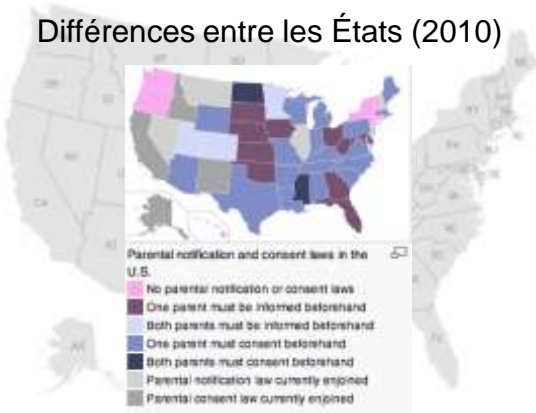 Différences entre les États (2010)
Parental notification and consent laws in the
U.S.
No parental notification or consent laws
One parent must be informed beforehand
Both parents must be informed beforehand
One parent must consent beforehand
Both parents must consent beforehand
Parental notification law currently enjoined
Parental consent law currently enjoined